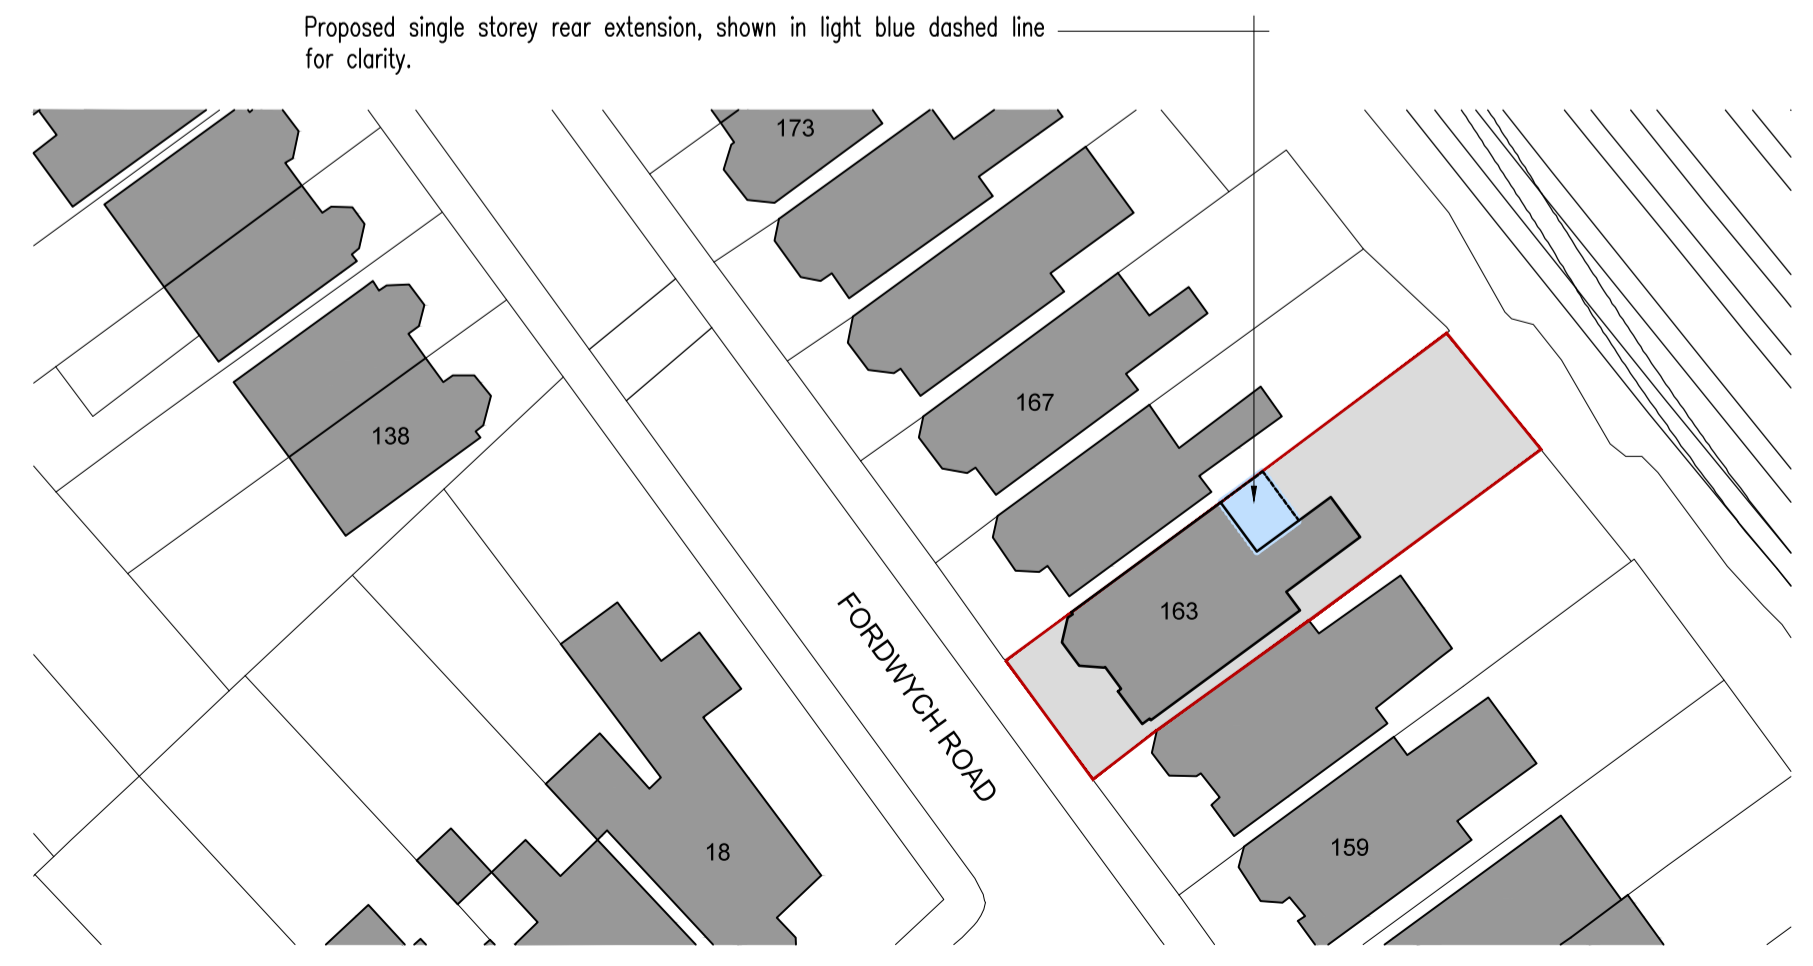 Proposed single storey rear extension, shown in light blue dashed line
for clarity.
173
167
138
163
FORDWYCH ROAD
18
159